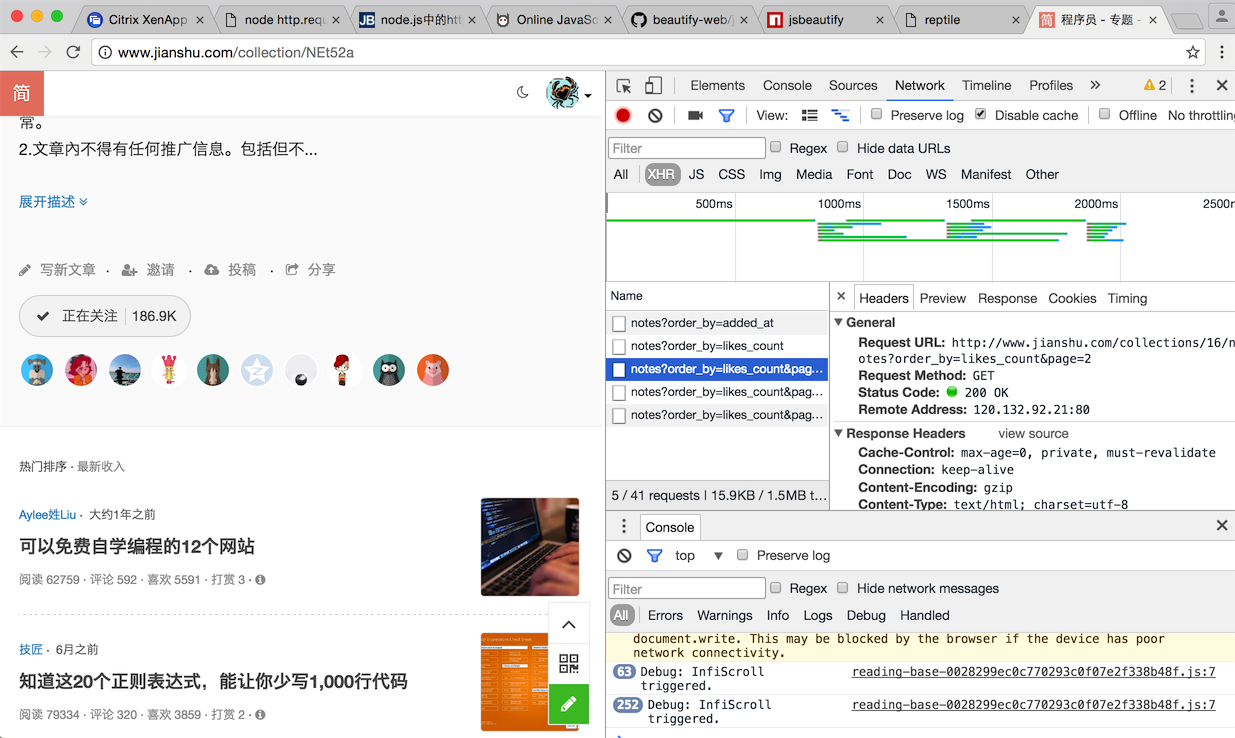 Citrix XenApp
node http.requ
node.js中的htt
Online JavaSc
beautify-web/j
jsbeautify
reptile
程序员 - 专题 -
www.jianshu.com/collection/NEt52a
简
常。
2.文章内不得有任何推广信息。包括但不...
展开描述
写新文章 · 邀请 · 投稿 · 分享
正在关注 186.9K
热门排序 · 最新收入
Aylee姓Liu · 大约1年之前
可以免费自学编程的12个网站
阅读 62759 · 评论 592 · 喜欢 5591 · 打赏 3 ·
技匠 · 6月之前
知道这20个正则表达式，能让你少写1,000行代码
阅读 79334 · 评论 320 · 喜欢 3859 · 打赏 2 ·
Elements Console Sources Network Timeline Profiles » 2
View: Preserve log Disable cache Offline No throttling
Filter Regex Hide data URLs
All XHR JS CSS Img Media Font Doc WS Manifest Other
500ms 1000ms 1500ms 2000ms 2500m
Name
notes?order_by=added_at
notes?order_by=likes_count
notes?order_by=likes_count&pag...
notes?order_by=likes_count&pag...
notes?order_by=likes_count&pag...
5 / 41 requests | 15.9KB / 1.5MB t...
Headers Preview Response Cookies Timing
General
Request URL: http://www.jianshu.com/collections/16/n
otes?order_by=likes_count&page=2
Request Method: GET
Status Code: 200 OK
Remote Address: 120.132.92.21:80
Response Headers view source
Cache-Control: max-age=0, private, must-revalidate
Connection: keep-alive
Content-Encoding: gzip
Content-Type: text/html; charset=utf-8
Console
top Preserve log
Filter Regex Hide network messages
All Errors Warnings Info Logs Debug Handled
document.write. This may be blocked by the browser if the device has poor
network connectivity.
63 Debug: InfiScroll reading-base-0028299ec0c770293c0f07e2f338b48f.js:7
triggered.
252 Debug: InfiScroll reading-base-0028299ec0c770293c0f07e2f338b48f.js:7
triggered.